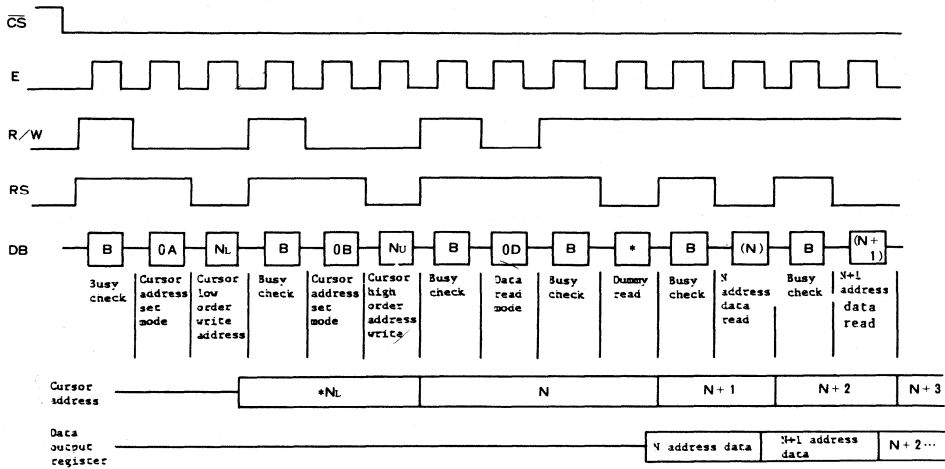 CS
E
R/W
RS
DB
B
0A
NL
B
0B
NU
B
0D
B
*
B
(N)
B
(N+
1)
Busy
check
Cursor
address
set
mode
Cursor
low
order
write
address
Busy
check
Cursor
address
set
mode
Cursor
high
order
address
write
Busy
check
Data
read
mode
Busy
check
Dummy
read
Busy
check
N
address
data
read
Busy
check
N+1
address
data
read
Cursor
address
*NL
N
N+1
N+2
N+3
Data
output
register
N address data
N+1 address
data
N+2...